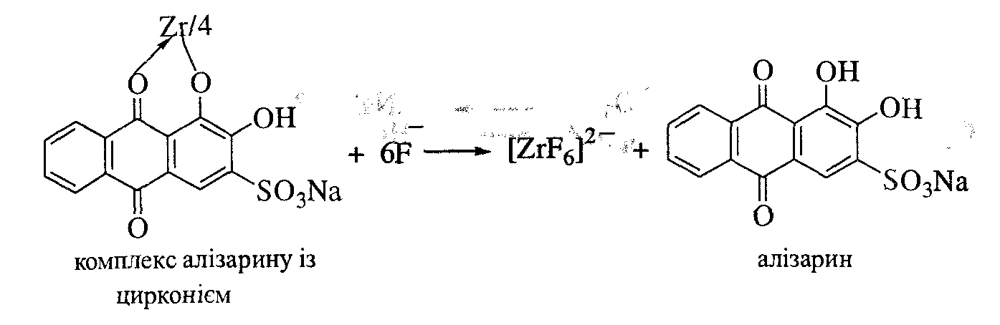 Zr/4
O O
OH
+ 6F⁻ → [ZrF₆]²⁻ +
SO₃Na
O
O OH
OH
SO₃Na
O
комплекс алізарину із
цирконієм
алізарин